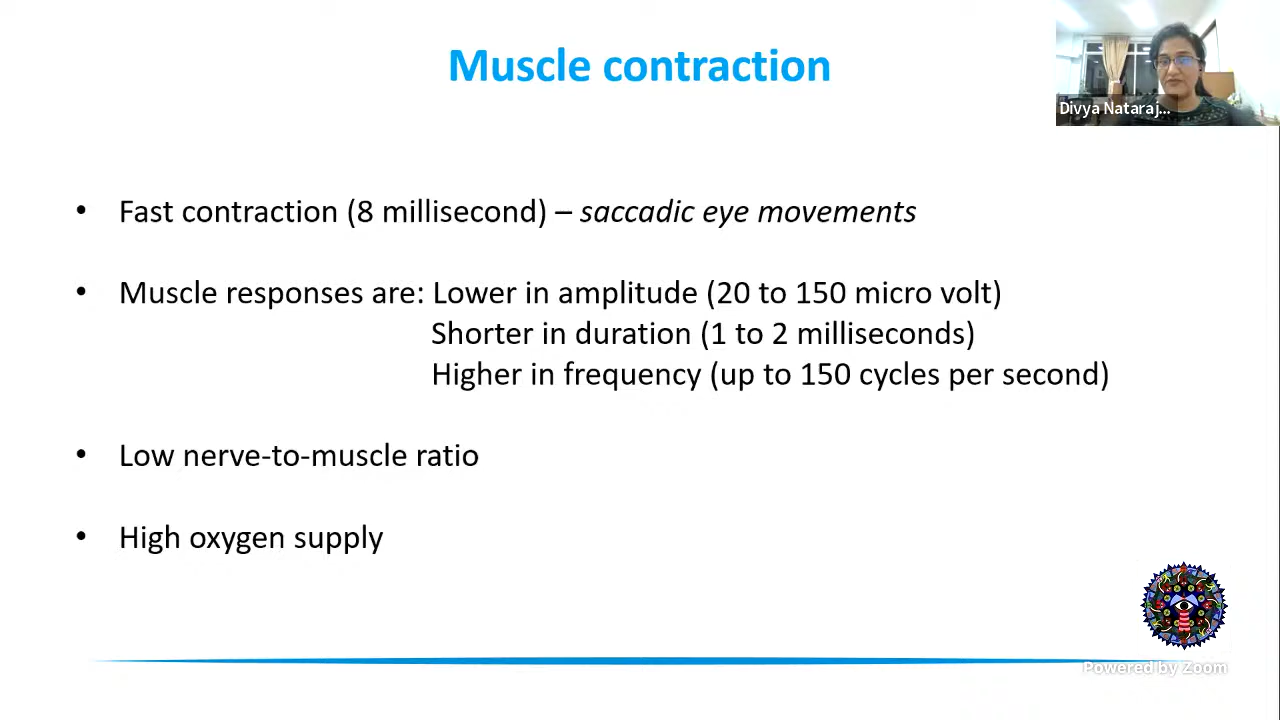 Muscle contraction
Divya Nataraj...
• Fast contraction (8 millisecond) – saccadic eye movements
• Muscle responses are: Lower in amplitude (20 to 150 micro volt)
Shorter in duration (1 to 2 milliseconds)
Higher in frequency (up to 150 cycles per second)
• Low nerve-to-muscle ratio
• High oxygen supply
Powered by Zoom